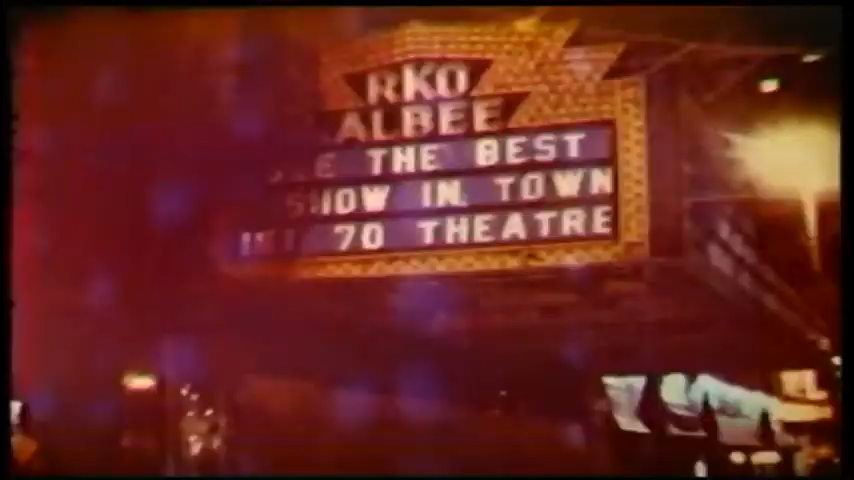 RKO
ALBEE
THE BEST
SHOW IN TOWN
70 THEATRE